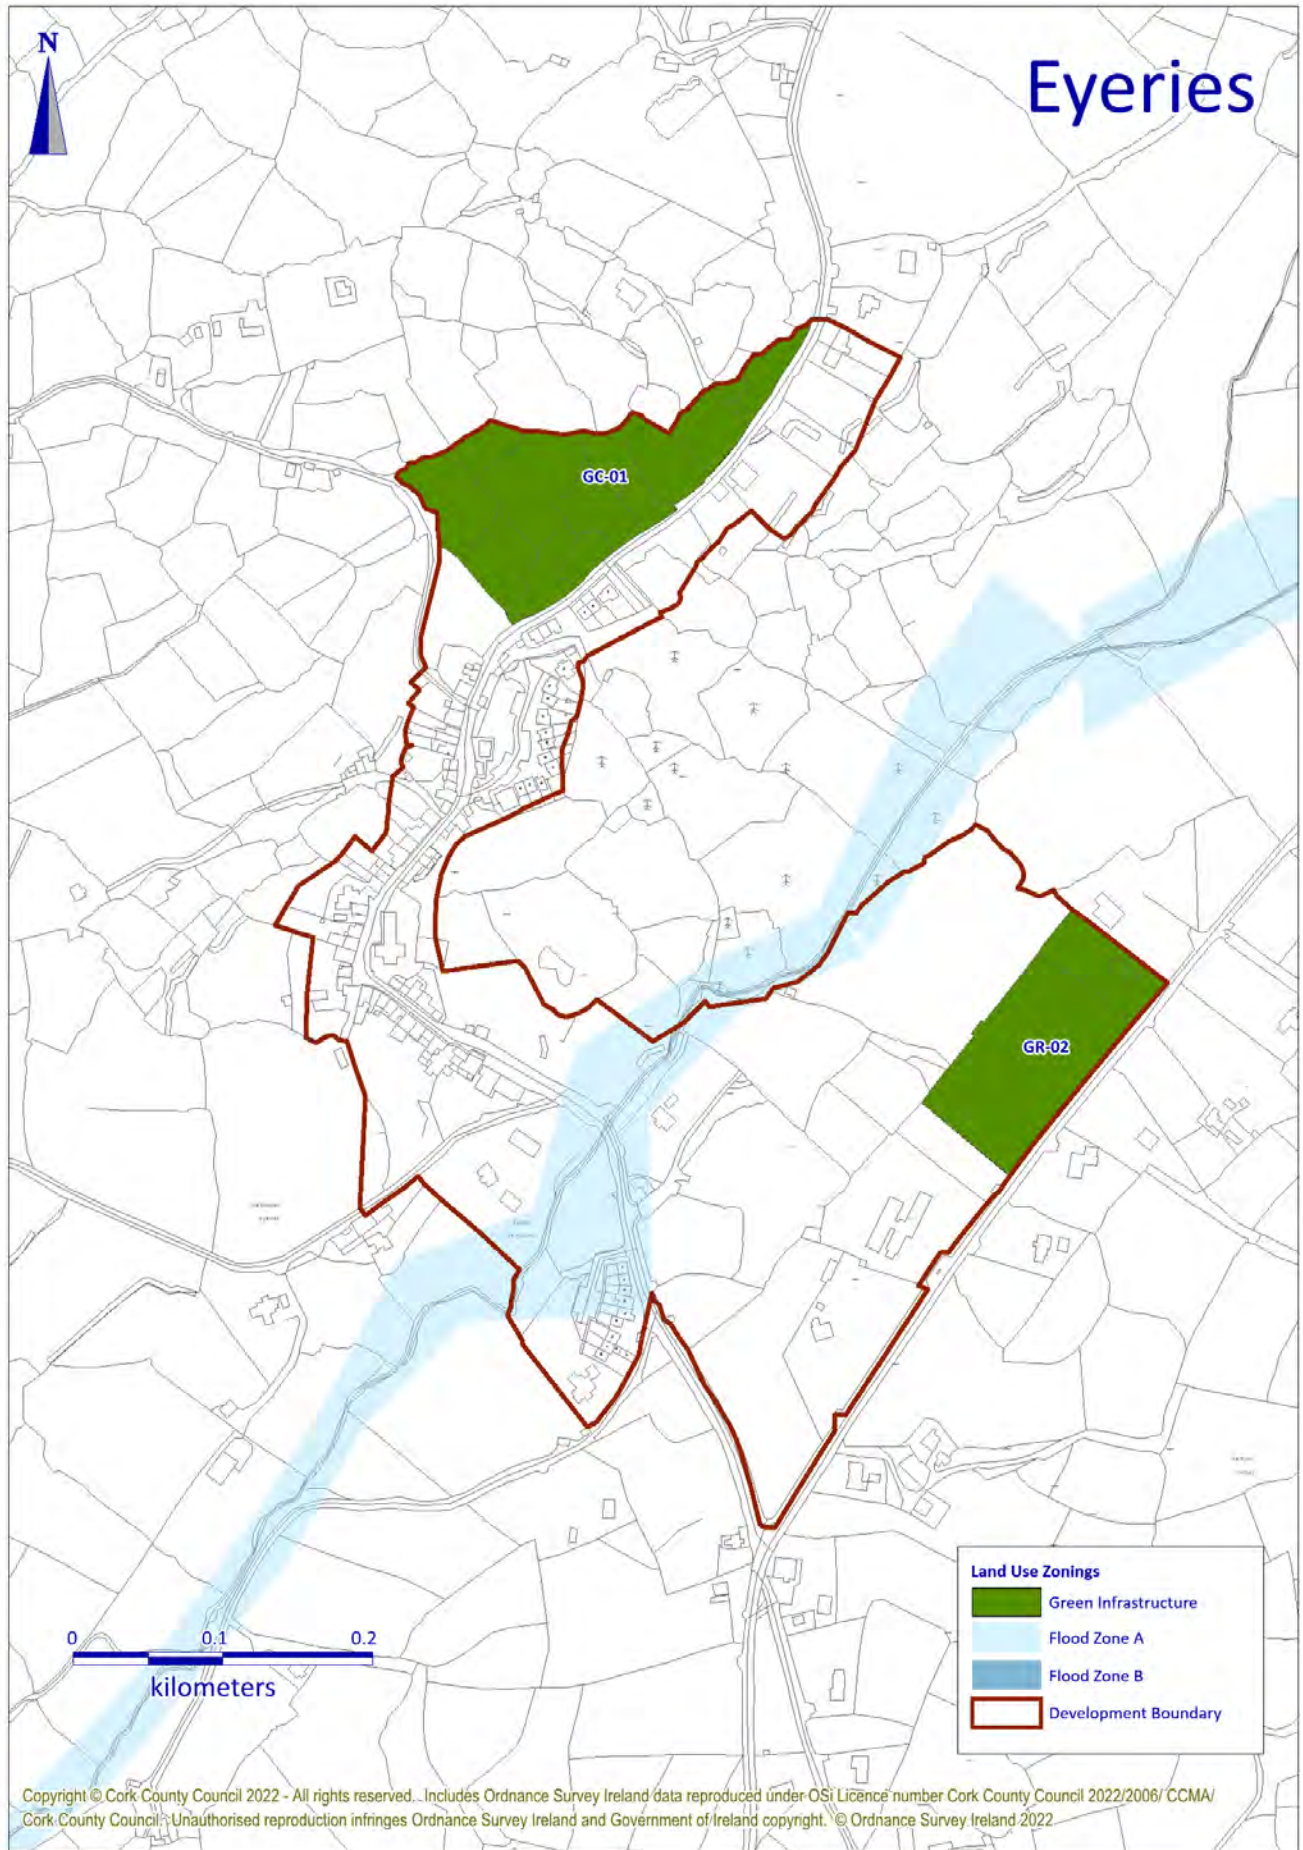 N
Eyeries
GC-01
GR-02
Land Use Zonings
Green Infrastructure
Flood Zone A
Flood Zone B
Development Boundary
0 0.1 0.2
kilometers
Copyright © Cork County Council 2022 - All rights reserved. Includes Ordnance Survey Ireland data reproduced under OSi Licence number Cork County Council 2022/2006/ CCMA/
Cork County Council. Unauthorised reproduction infringes Ordnance Survey Ireland and Government of Ireland copyright. © Ordnance Survey Ireland 2022